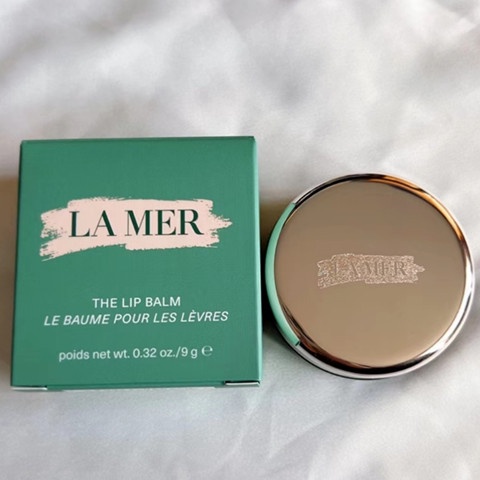 LA MER
THE LIP BALM
LE BAUME POUR LES LÈVRES
poids net wt. 0.32 oz./9 g ℮
LA MER